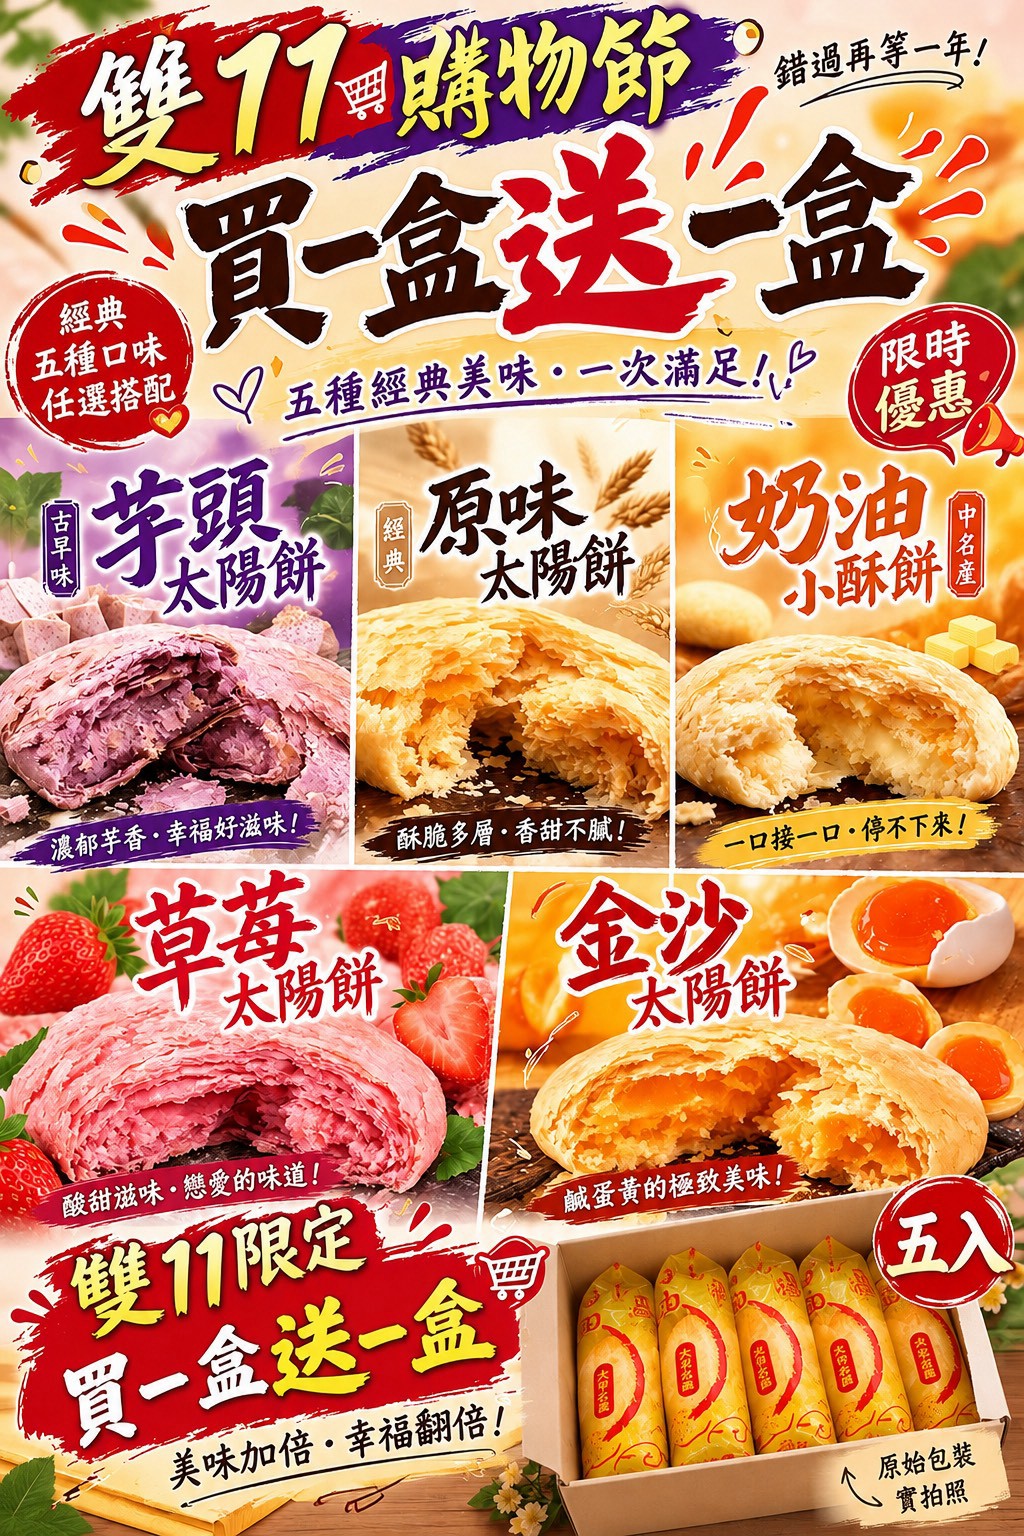 雙11購物節
錯過再等一年!
買一盒送一盒
經典
五種口味
任選搭配
五種經典美味・一次滿足!
限時
優惠
古早味
芋頭
太陽餅
濃郁芋香・幸福好滋味!
經典
原味
太陽餅
酥脆多層・香甜不膩!
奶油
小酥餅
中名產
一口接一口・停不下來!
草莓
太陽餅
酸甜滋味・戀愛的味道!
金沙
太陽餅
鹹蛋黃的極致美味!
雙11限定
買一盒送一盒
美味加倍・幸福翻倍!
五入
原始包裝
實拍照